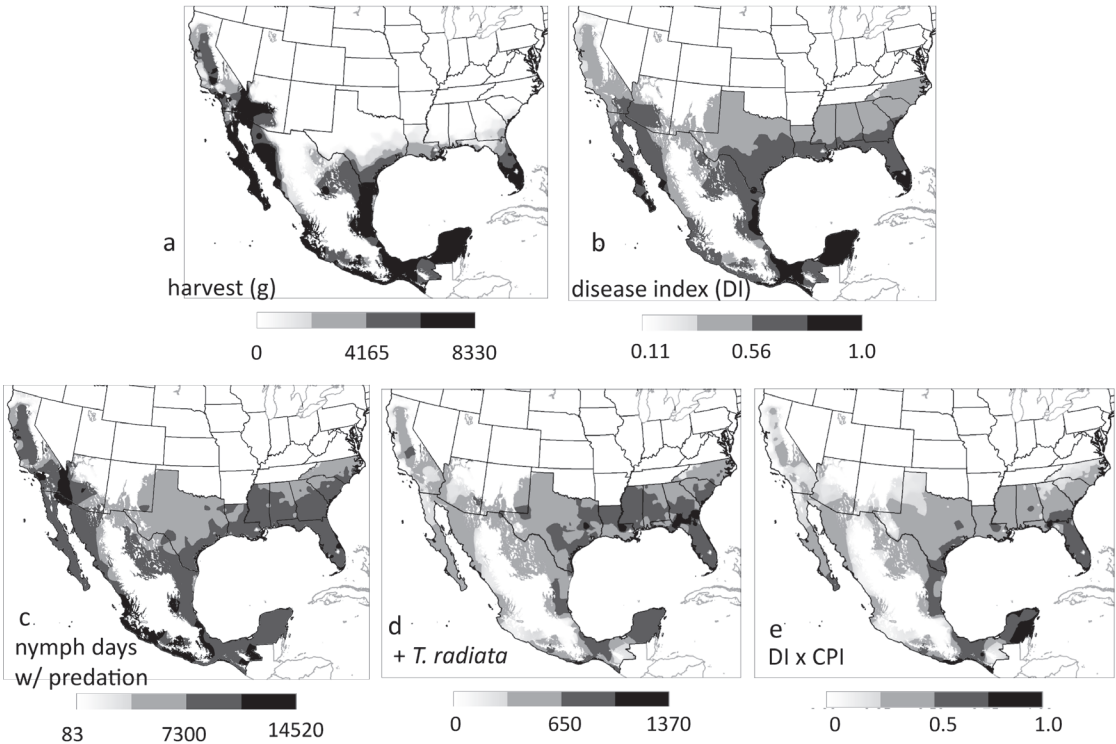 a
harvest (g)
0 4165 8330
b
disease index (DI)
0.11 0.56 1.0
c
nymph days
w/ predation
83 7300 14520
d
+ T. radiata
0 650 1370
e
DI x CPI
0 0.5 1.0